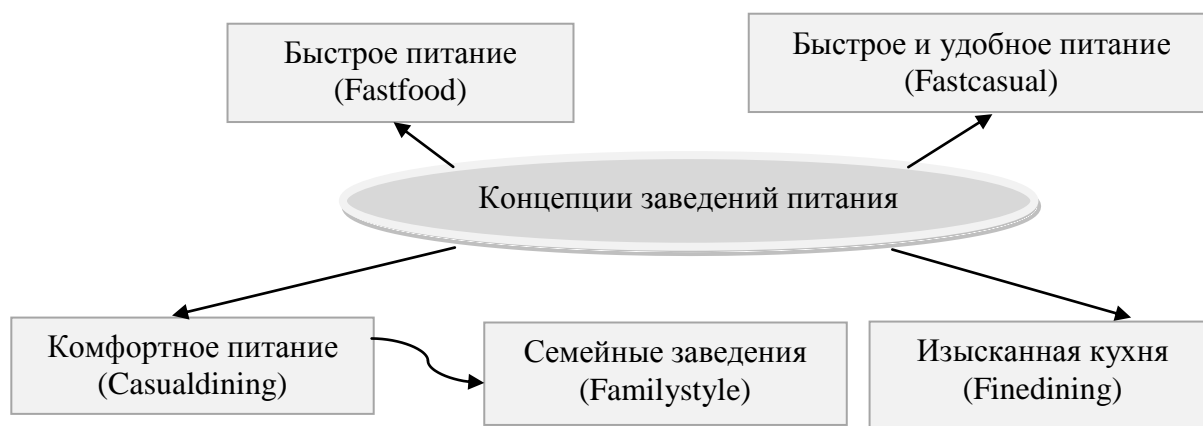 Быстрое питание
(Fastfood)
Быстрое и удобное питание
(Fastcasual)
Концепции заведений питания
Комфортное питание
(Casualdining)
Семейные заведения
(Familystyle)
Изысканная кухня
(Finedining)